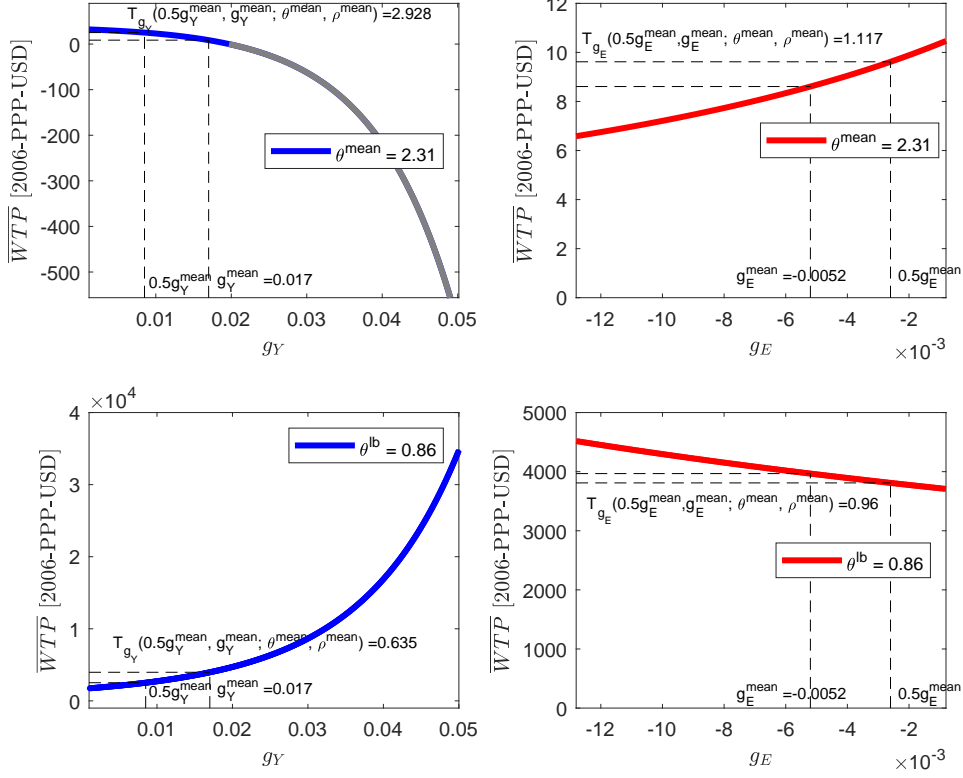 T_{g_Y}(0.5g_Y^{mean}, g_Y^{mean}; θ^{mean}, ρ^{mean}) =2.928
0
-100
-200
-300
-400
-500
\overline{WTP} [2006-PPP-USD]
θ^{mean} = 2.31
0.5g_Y^{mean}
g_Y^{mean}=0.017
0.01
0.02
0.03
0.04
0.05
g_Y
12
10
8
6
4
2
0
\overline{WTP} [2006-PPP-USD]
T_{g_E}(0.5g_E^{mean},g_E^{mean}; θ^{mean}, ρ^{mean}) =1.117
θ^{mean} = 2.31
g_E^{mean}=-0.0052
0.5g_E^{mean}
-12
-10
-8
-6
-4
-2
×10^{-3}
g_E
×10^4
4
3
2
1
0
\overline{WTP} [2006-PPP-USD]
θ^{lb} = 0.86
T_{g_Y}(0.5g_Y^{mean}, g_Y^{mean}; θ^{mean}, ρ^{mean}) =0.635
0.5g_Y^{mean}
g_Y^{mean}=0.017
0.01
0.02
0.03
0.04
0.05
g_Y
5000
4000
3000
2000
1000
0
\overline{WTP} [2006-PPP-USD]
T_{g_E}(0.5g_E^{mean},g_E^{mean}; θ^{mean}, ρ^{mean})=0.96
θ^{lb} = 0.86
g_E^{mean}=-0.0052
0.5g_E^{mean}
-12
-10
-8
-6
-4
-2
×10^{-3}
g_E